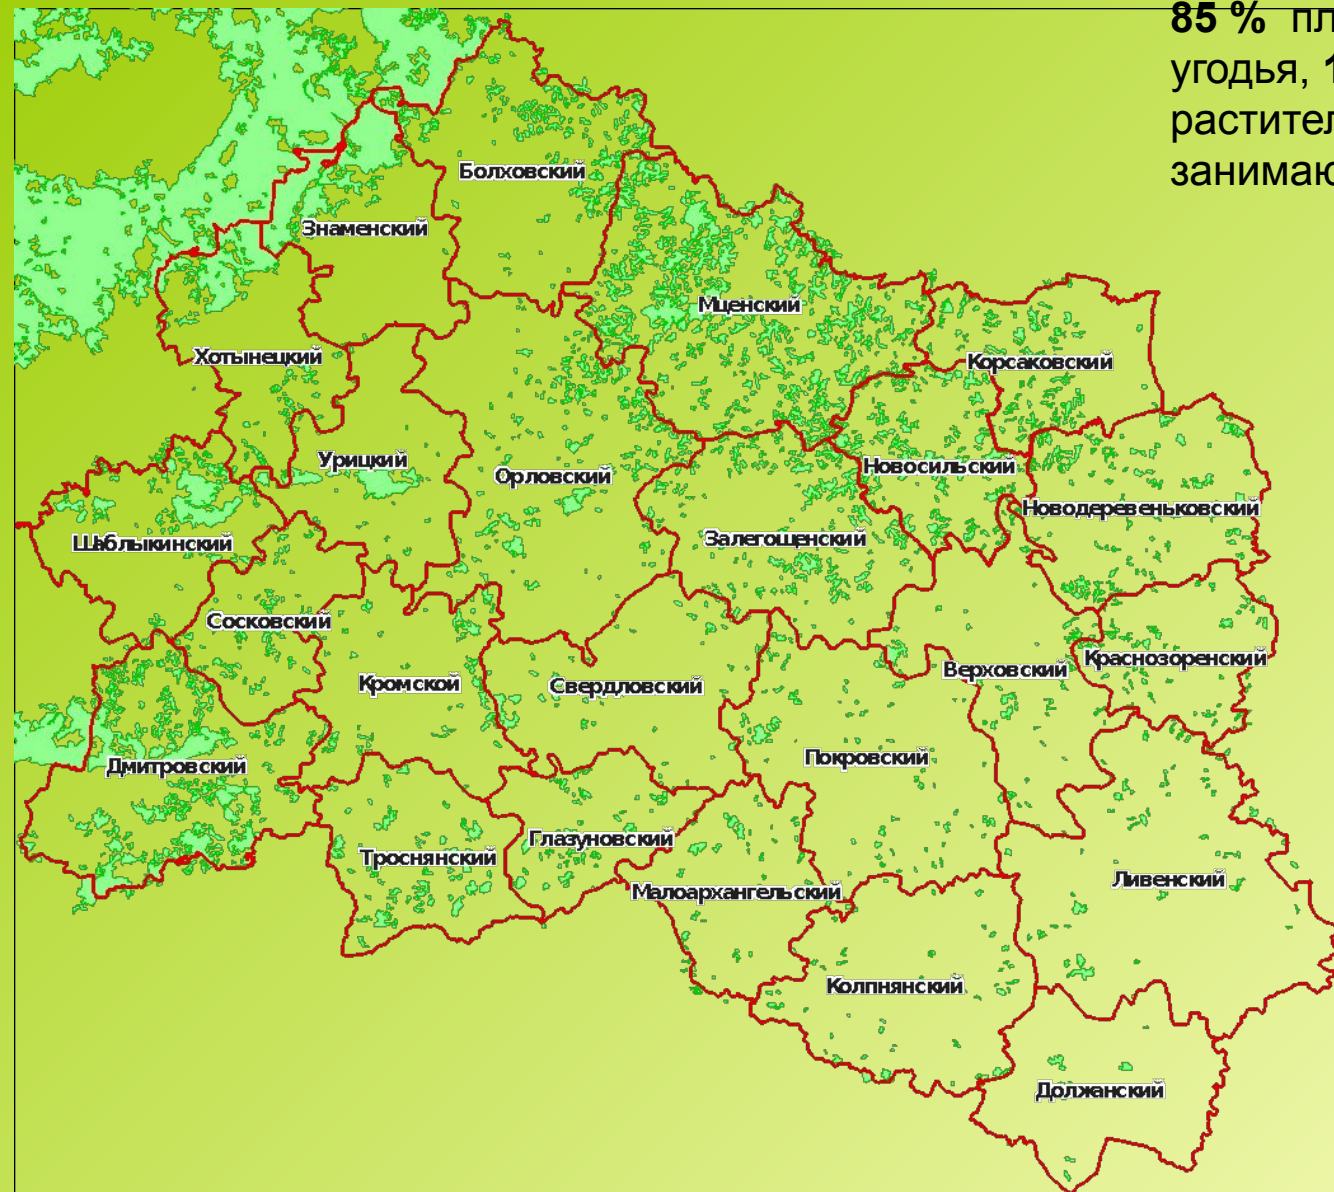 85 % пл
угодья, 1
растител
занимаю
Болховский
Знаменский
Мценский
Хотынецкий
Корсаковский
Урицкий
Орловский
Новосильский
Новодеревеньковский
Шаблыкинский
Залегощенский
Сосковский
Кромской
Свердловский
Верховский
Краснозоренский
Дмитровский
Покровский
Троснянский
Глазуновский
Малоархангельский
Ливенский
Колпнянский
Должанский